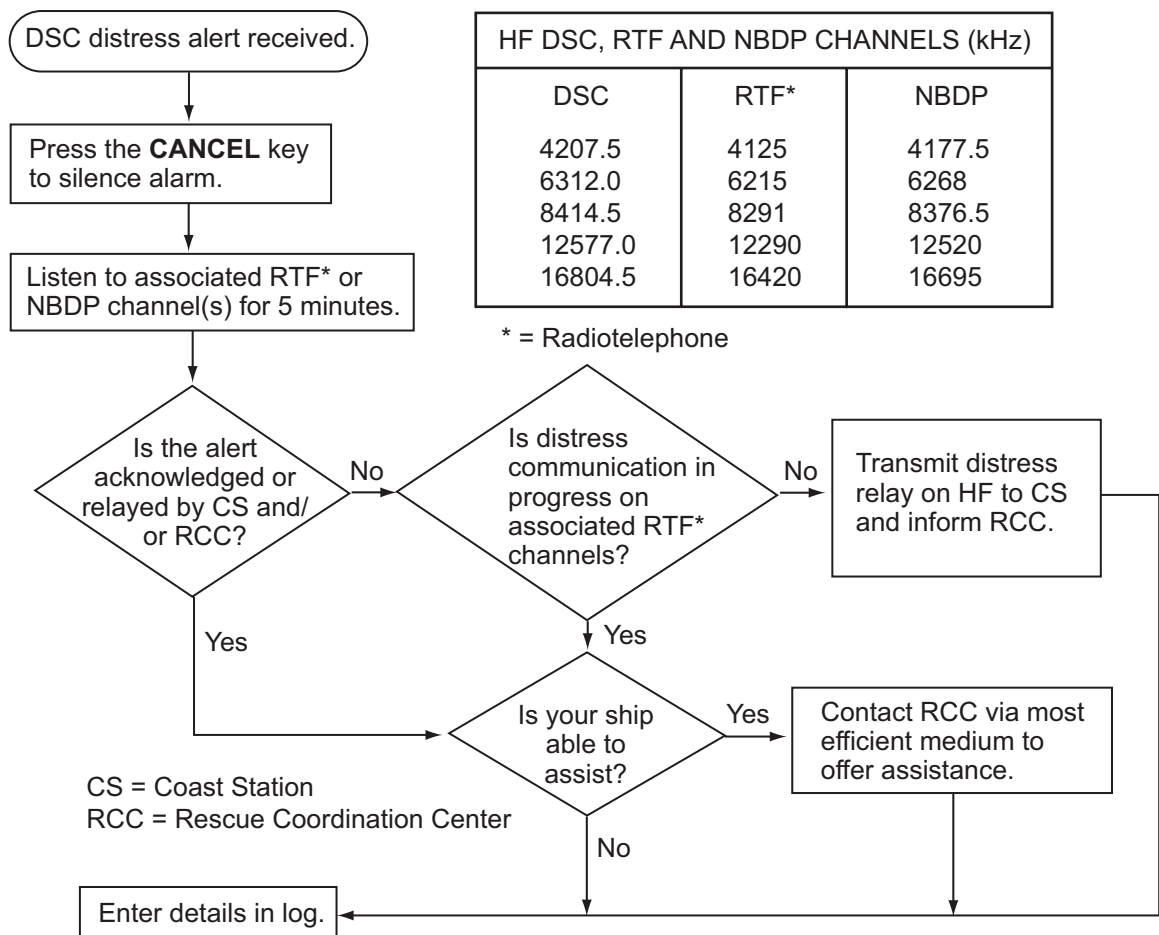 DSC distress alert received.
Press the CANCEL key
to silence alarm.
Listen to associated RTF* or
NBDP channel(s) for 5 minutes.
HF DSC, RTF AND NBDP CHANNELS (kHz)
DSC RTF* NBDP
4207.5 4125 4177.5
6312.0 6215 6268
8414.5 8291 8376.5
12577.0 12290 12520
16804.5 16420 16695
* = Radiotelephone
Is the alert
acknowledged or
relayed by CS and/
or RCC?
No
Yes
Is distress
communication in
progress on
associated RTF*
channels?
No
Yes
Transmit distress
relay on HF to CS
and inform RCC.
Is your ship
able to
assist?
Yes
No
Contact RCC via most
efficient medium to
offer assistance.
CS = Coast Station
RCC = Rescue Coordination Center
Enter details in log.